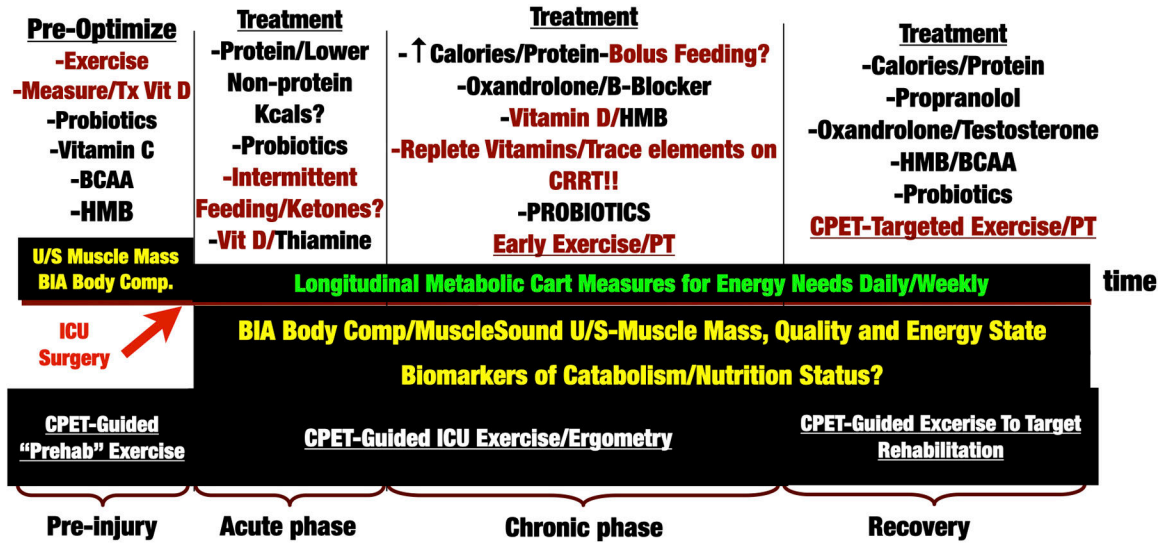 Pre-Optimize
-Exercise
-Measure/Tx Vit D
-Probiotics
-Vitamin C
-BCAA
-HMB
Treatment
-Protein/Lower
Non-protein
Kcals?
-Probiotics
-Intermittent
Feeding/Ketones?
-Vit D/Thiamine
Treatment
-↑Calories/Protein-Bolus Feeding?
-Oxandrolone/B-Blocker
-Vitamin D/HMB
-Replete Vitamins/Trace elements on
CRRT!!
-PROBIOTICS
Early Exercise/PT
Treatment
-Calories/Protein
-Propranolol
-Oxandrolone/Testosterone
-HMB/BCAA
-Probiotics
CPET-Targeted Exercise/PT
U/S Muscle Mass
BIA Body Comp.
Longitudinal Metabolic Cart Measures for Energy Needs Daily/Weekly
time
ICU
Surgery
BIA Body Comp/MuscleSound U/S-Muscle Mass, Quality and Energy State
Biomarkers of Catabolism/Nutrition Status?
CPET-Guided
“Prehab” Exercise
CPET-Guided ICU Exercise/Ergometry
CPET-Guided Excerise To Target
Rehabilitation
Pre-injury
Acute phase
Chronic phase
Recovery